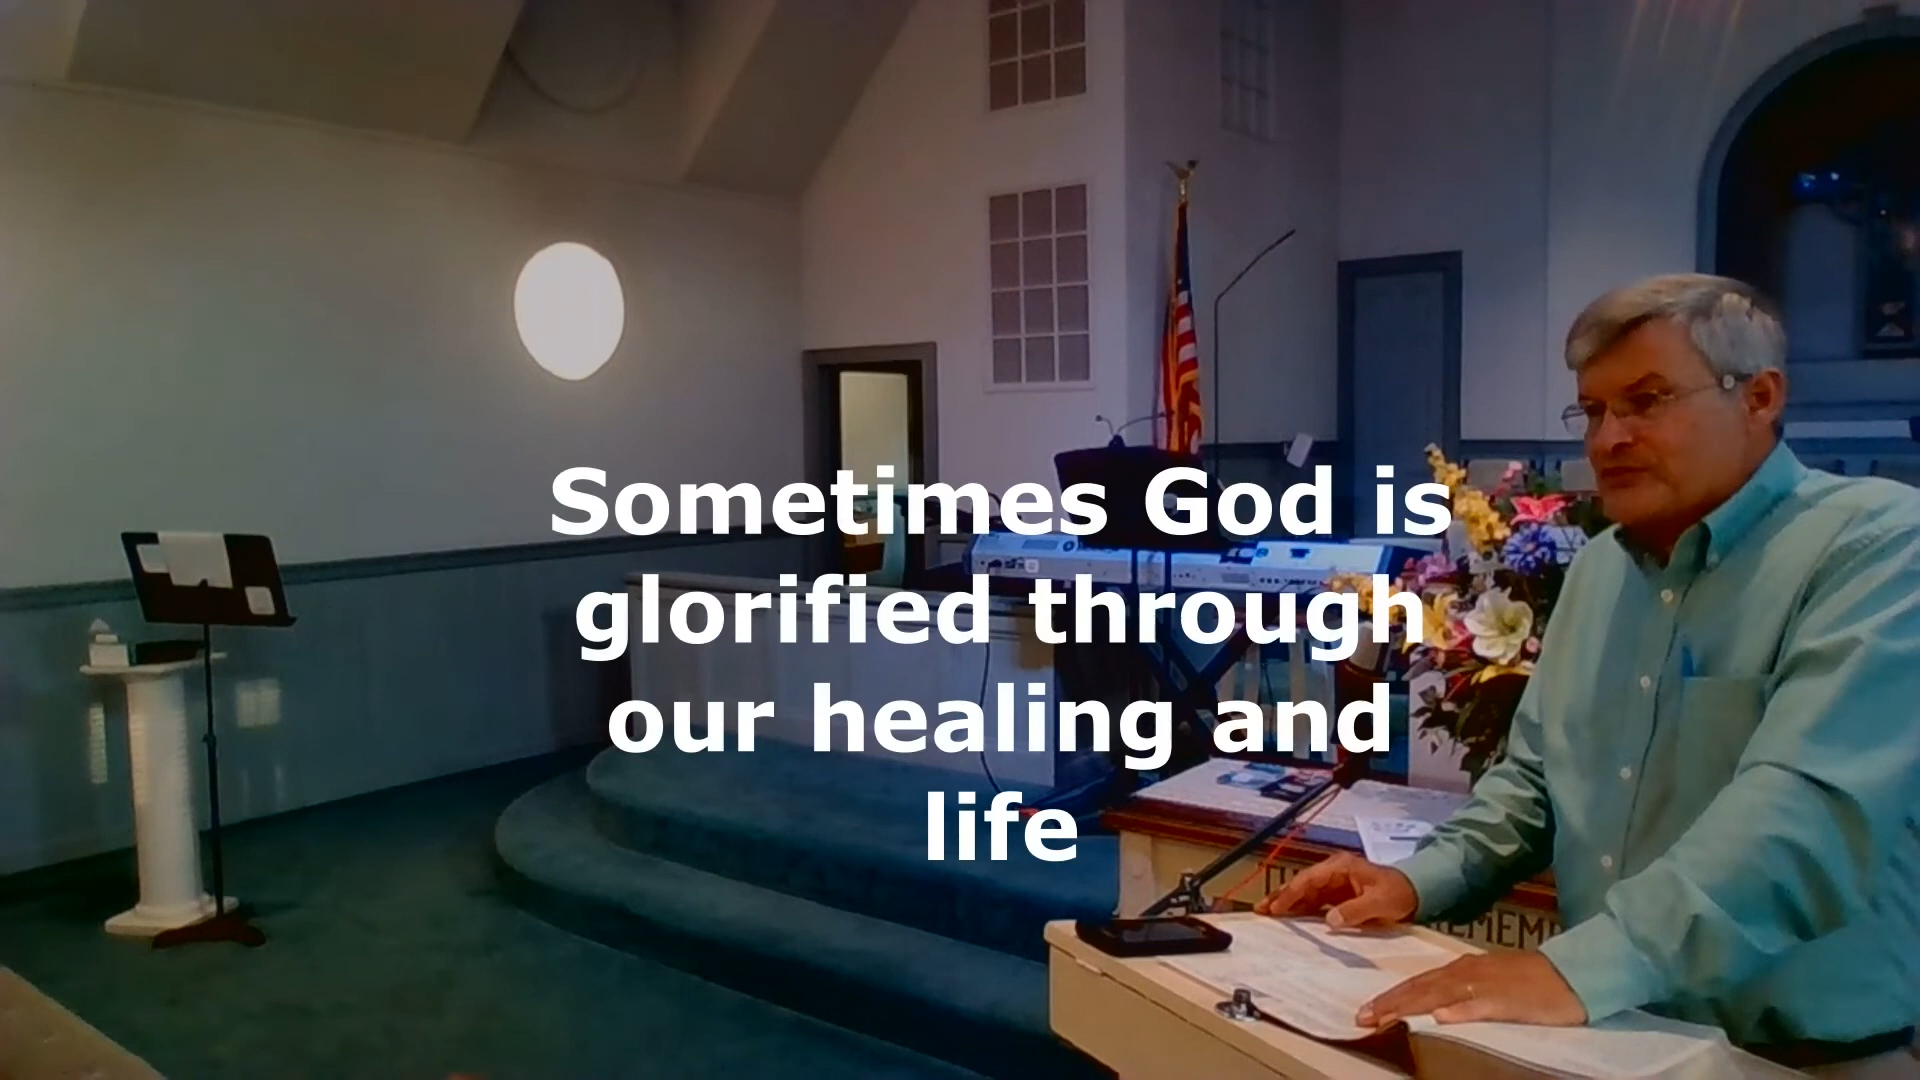 Sometimes God is
glorified through
our healing and
life